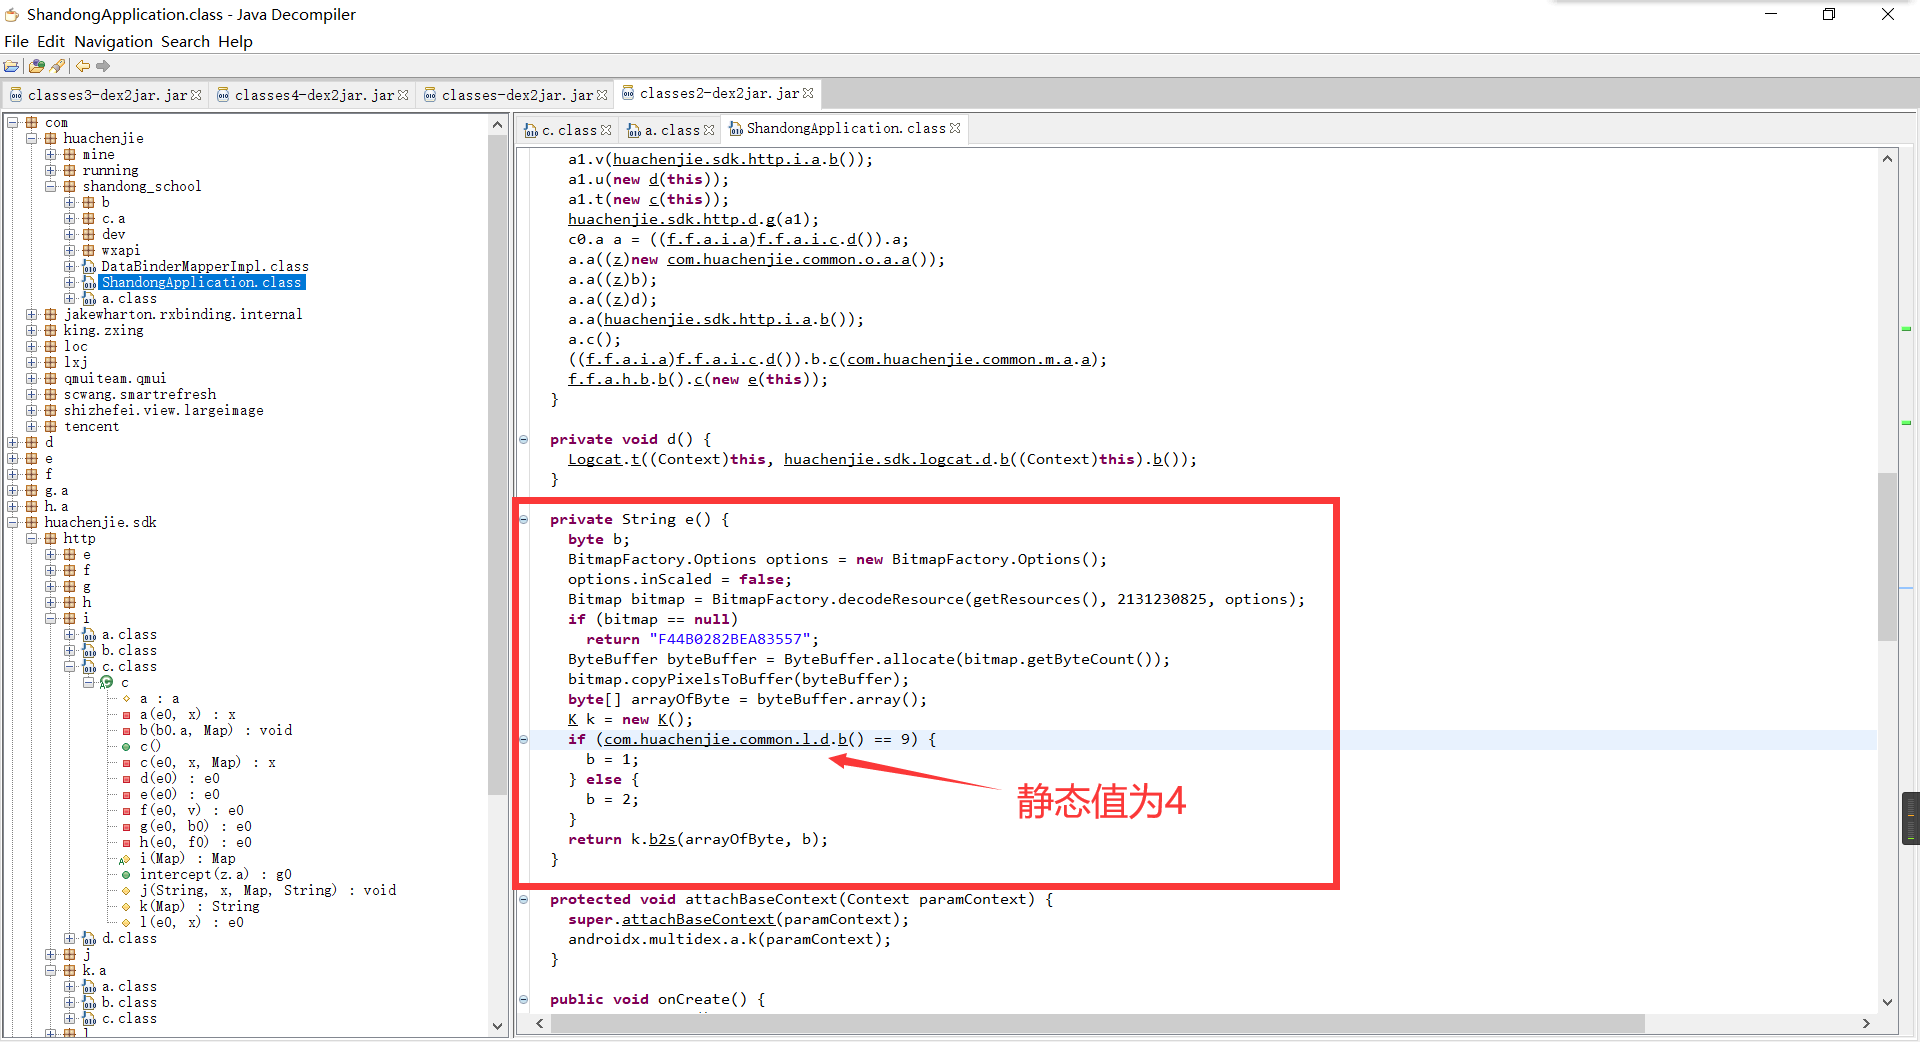 ShandongApplication.class - Java Decompiler
File Edit Navigation Search Help
classes3-dex2jar.jar
classes4-dex2jar.jar
classes-dex2jar.jar
classes2-dex2jar.jar
com
huachenjie
mine
running
shandong_school
b
c.a
dev
wxapi
DataBinderMapperImpl.class
ShandongApplication.class
a.class
jakewharton.rxbinding.internal
king.zxing
loc
lxj
qmuiteam.qmui
scwang.smartrefresh
shizhefei.view.largeimage
tencent
d
e
f
g.a
h.a
huachenjie.sdk
http
e
f
g
h
i
a.class
b.class
c.class
c
a : a
a(e0, x) : x
b(b0.a, Map) : void
c()
c(e0, x, Map) : x
d(e0) : e0
e(e0) : e0
f(e0, v) : e0
g(e0, b0) : e0
h(e0, f0) : e0
i(Map) : Map
intercept(z.a) : g0
j(String, x, Map, String) : void
k(Map) : String
l(e0, x) : e0
d.class
j
k.a
a.class
b.class
c.class
l
c.class
a.class
ShandongApplication.class
a1.v(huachenjie.sdk.http.i.a.b());
a1.u(new d(this));
a1.t(new c(this));
huachenjie.sdk.http.d.g(a1);
c0.a a = ((f.f.a.i.a)f.f.a.i.c.d()).a;
a.a((z)new com.huachenjie.common.o.a.a());
a.a((z)b);
a.a((z)d);
a.a(huachenjie.sdk.http.i.a.b());
a.c();
((f.f.a.i.a)f.f.a.i.c.d()).b.c(com.huachenjie.common.m.a.a);
f.f.a.h.b.b().c(new e(this));
}
private void d() {
Logcat.t((Context)this, huachenjie.sdk.logcat.d.b((Context)this).b());
}
private String e() {
byte b;
BitmapFactory.Options options = new BitmapFactory.Options();
options.inScaled = false;
Bitmap bitmap = BitmapFactory.decodeResource(getResources(), 2131230825, options);
if (bitmap == null)
return "F44B0282BEA83557";
ByteBuffer byteBuffer = ByteBuffer.allocate(bitmap.getByteCount());
bitmap.copyPixelsToBuffer(byteBuffer);
byte[] arrayOfByte = byteBuffer.array();
K k = new K();
if (com.huachenjie.common.l.d.b() == 9) {
b = 1;
} else {
b = 2;
}
return k.b2s(arrayOfByte, b);
}
静态值为4
protected void attachBaseContext(Context paramContext) {
super.attachBaseContext(paramContext);
androidx.multidex.a.k(paramContext);
}
public void onCreate() {